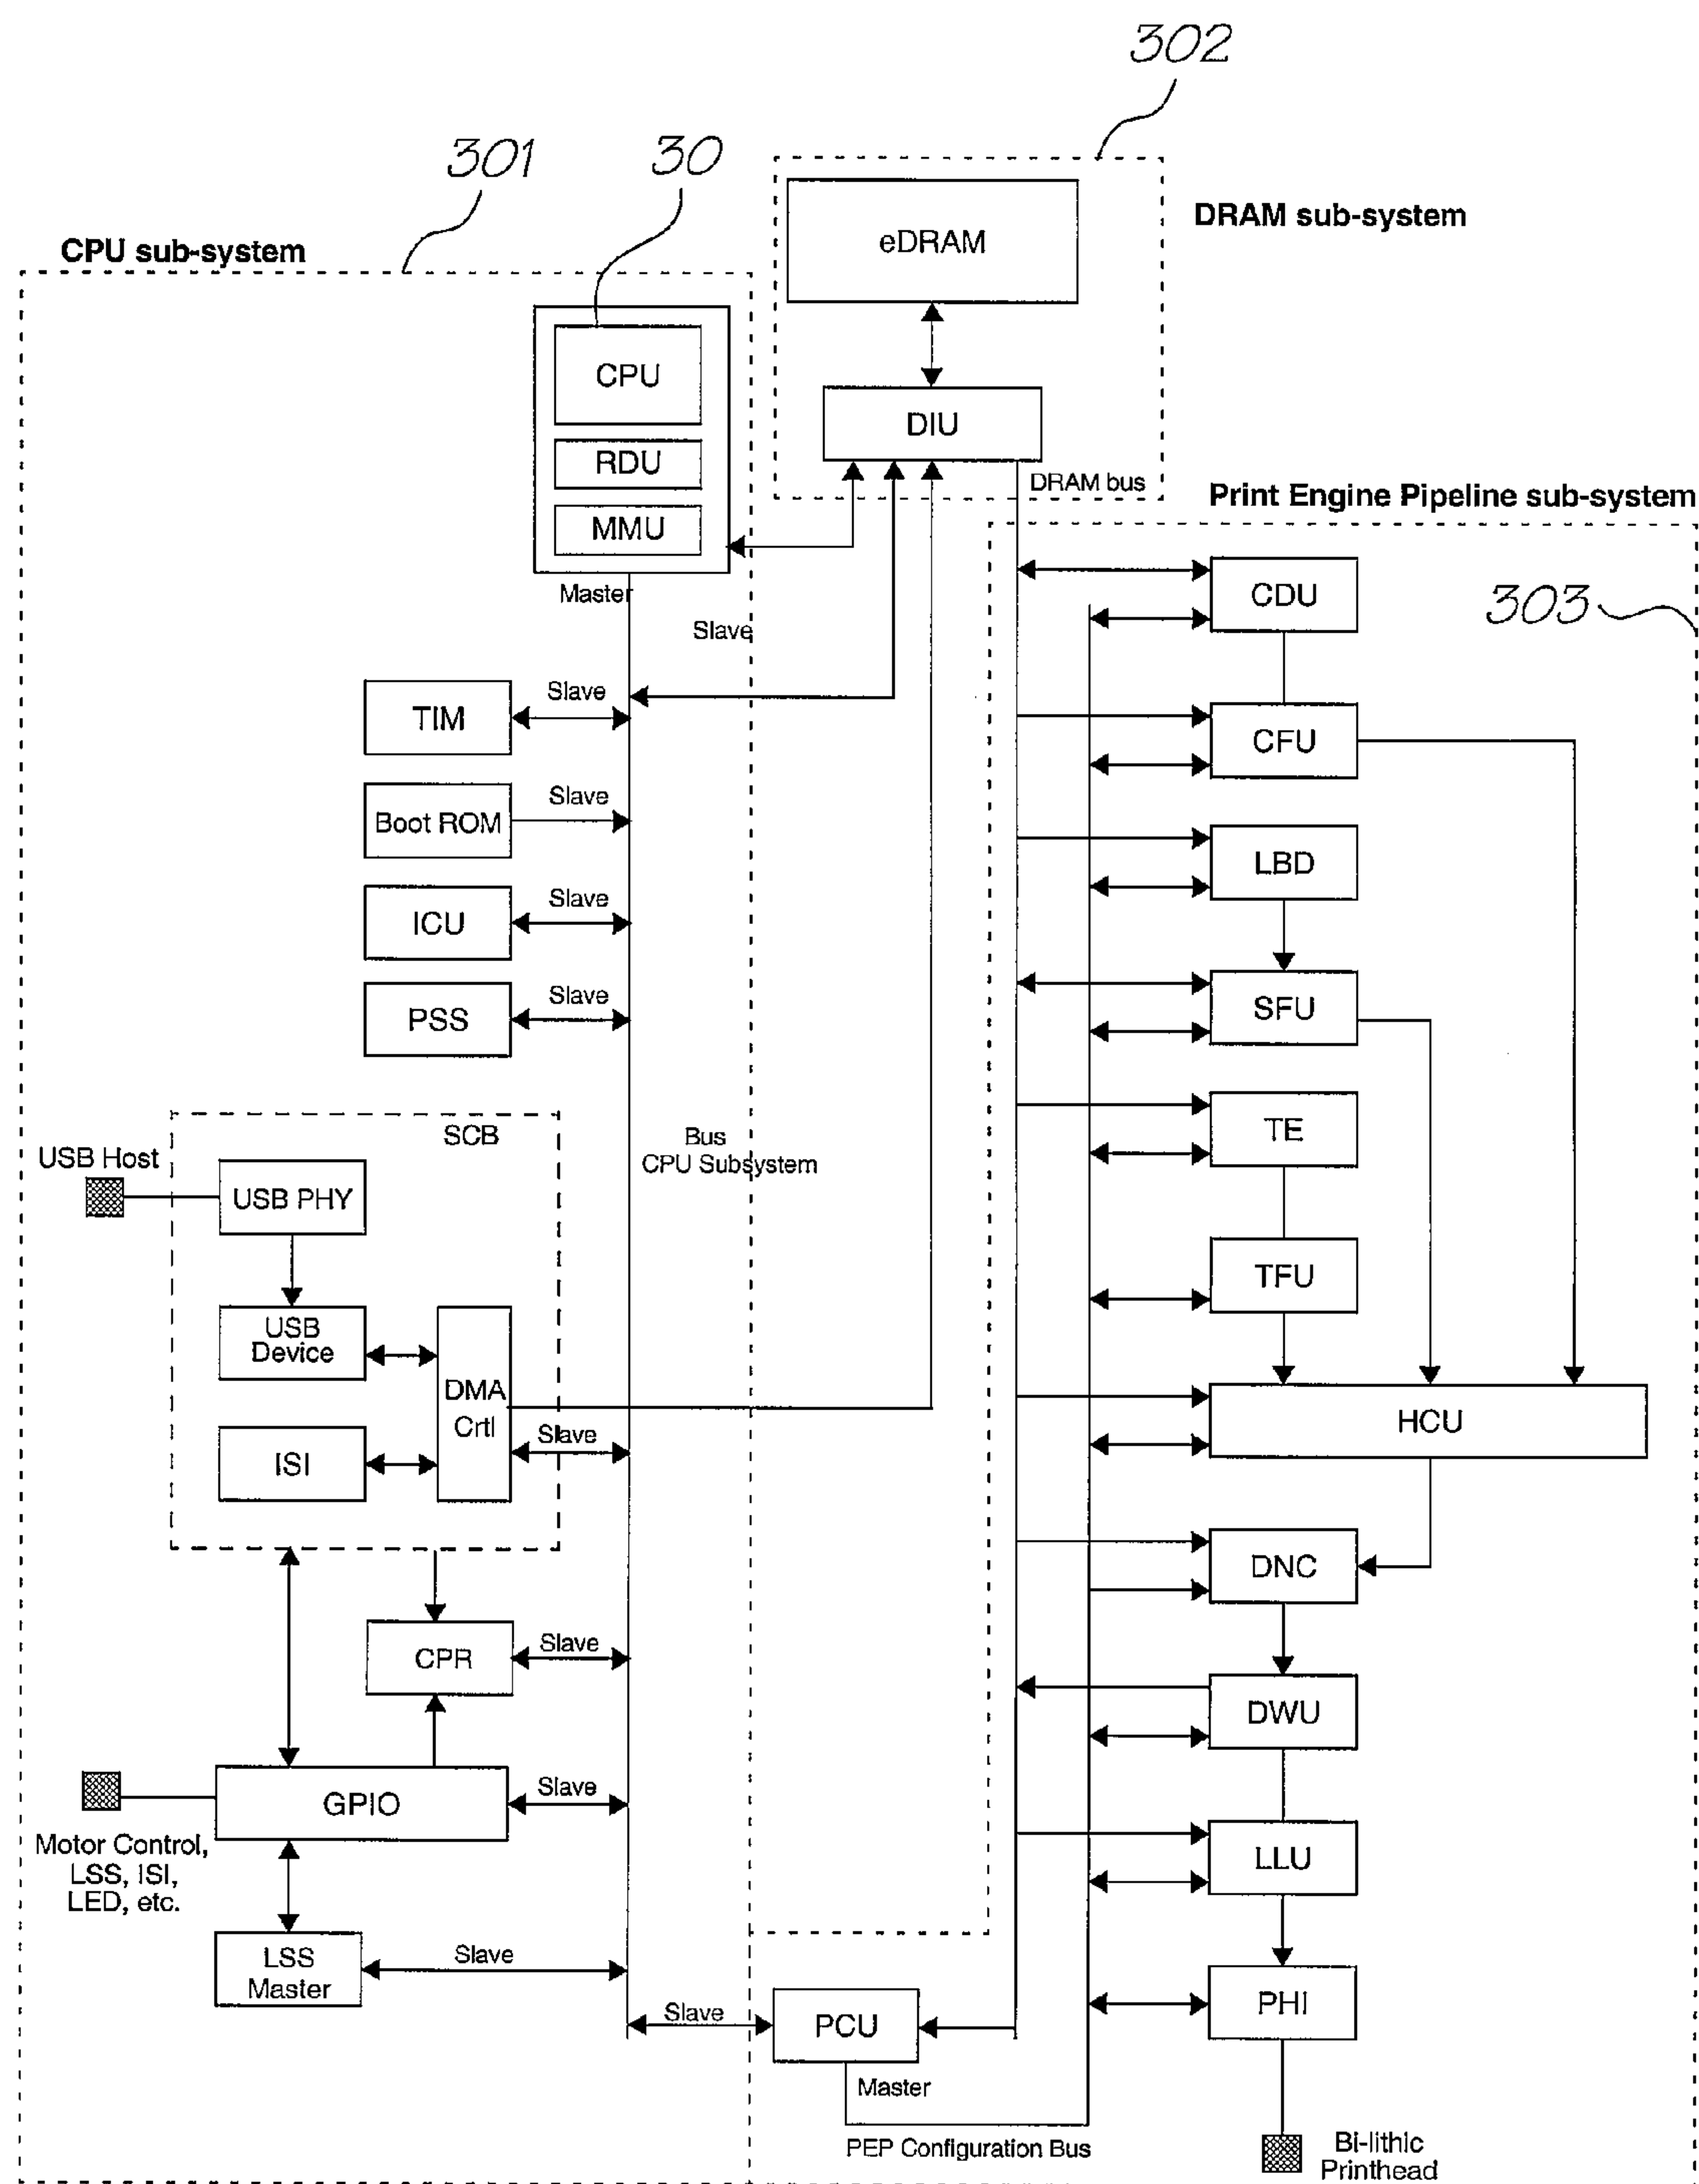 302
301
30
DRAM sub-system
eDRAM
CPU sub-system
CPU
DIU
RDU
DRAM bus
MMU
Print Engine Pipeline sub-system
Master
CDU
303
Slave
TIM
Slave
CFU
Boot ROM
Slave
LBD
ICU
Slave
PSS
Slave
SFU
SCB
TE
Bus
CPU Subsystem
USB Host
USB PHY
TFU
USB
Device
DMA
Crtl
Slave
HCU
ISI
DNC
CPR
Slave
DWU
GPIO
Slave
Motor Control,
LSS, ISI,
LED, etc.
LLU
LSS
Master
Slave
PHI
Slave
PCU
Master
PEP Configuration Bus
Bi-lithic
Printhead